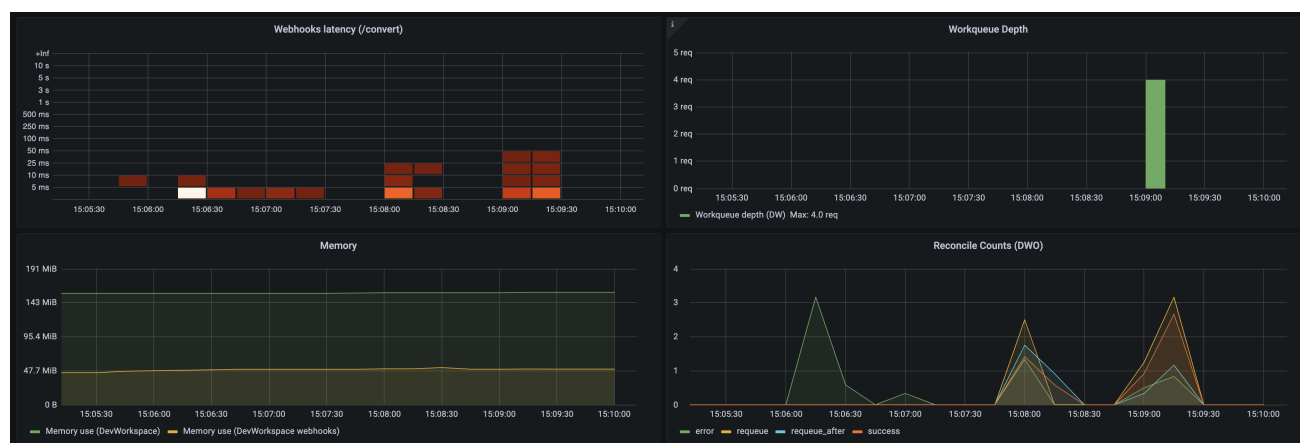 Webhooks latency (/convert)
+Inf
10 s
5 s
3 s
1 s
500 ms
250 ms
100 ms
50 ms
25 ms
10 ms
5 ms
15:05:30 15:06:00 15:06:30 15:07:00 15:07:30 15:08:00 15:08:30 15:09:00 15:09:30 15:10:00
i
Workqueue Depth
5 req
4 req
3 req
2 req
1 req
0 req
15:05:30 15:06:00 15:06:30 15:07:00 15:07:30 15:08:00 15:08:30 15:09:00 15:09:30 15:10:00
Workqueue depth (DW) Max: 4.0 req
Memory
191 MiB
143 MiB
95.4 MiB
47.7 MiB
0 B
15:05:30 15:06:00 15:06:30 15:07:00 15:07:30 15:08:00 15:08:30 15:09:00 15:09:30 15:10:00
Memory use (DevWorkspace) Memory use (DevWorkspace webhooks)
Reconcile Counts (DWO)
4
3
2
1
0
15:05:30 15:06:00 15:06:30 15:07:00 15:07:30 15:08:00 15:08:30 15:09:00 15:09:30 15:10:00
error requeue requeue_after success